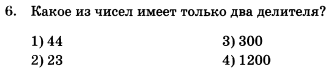 6. Какое из чисел имеет только два делителя?
1) 44 3) 300
2) 23 4) 1200